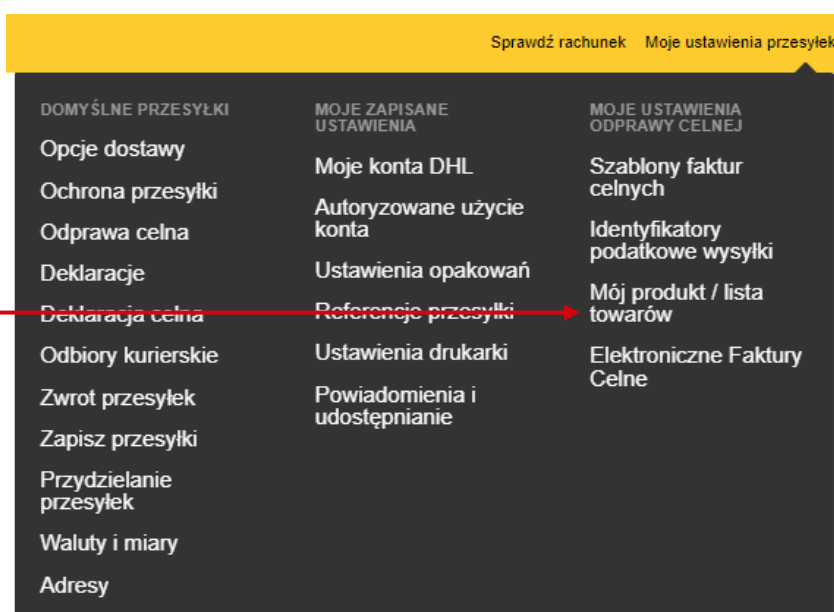 Sprawdź rachunek Moje ustawienia przesyłek
DOMYŚLNE PRZESYŁKI
Opcje dostawy
Ochrona przesyłki
Odprawa celna
Deklaracje
Deklaracja celna
Odbiory kurierskie
Zwrot przesyłek
Zapisz przesyłki
Przydzielanie
przesyłek
Waluty i miary
Adresy
MOJE ZAPISANE
USTAWIENIA
Moje konta DHL
Autoryzowane użycie
konta
Ustawienia opakowań
Referencje przesyłki
Ustawienia drukarki
Powiadomienia i
udostępnianie
MOJE USTAWIENIA
ODPRAWY CELNEJ
Szablony faktur
celnych
Identyfikatory
podatkowe wysyłki
Mój produkt / lista
towarów
Elektroniczne Faktury
Celne